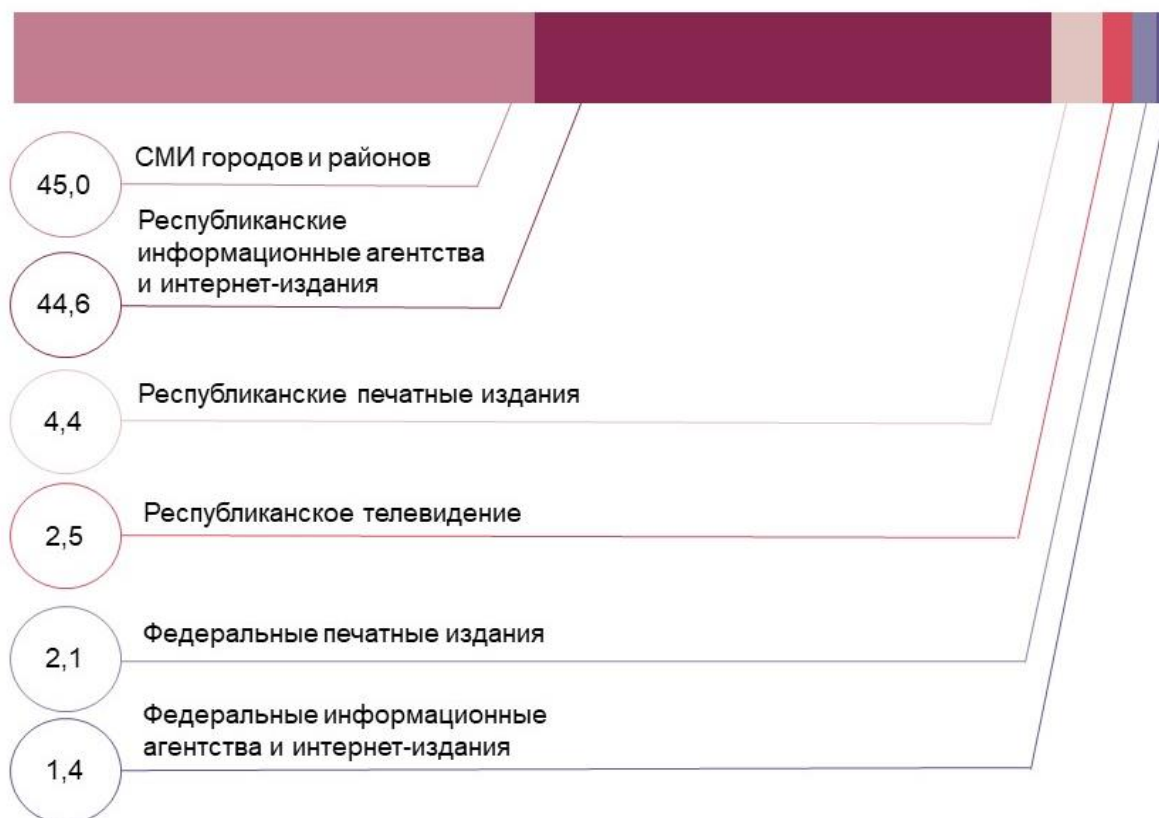 45,0
СМИ городов и районов
44,6
Республиканские
информационные агентства
и интернет-издания
4,4
Республиканские печатные издания
2,5
Республиканское телевидение
2,1
Федеральные печатные издания
1,4
Федеральные информационные
агентства и интернет-издания